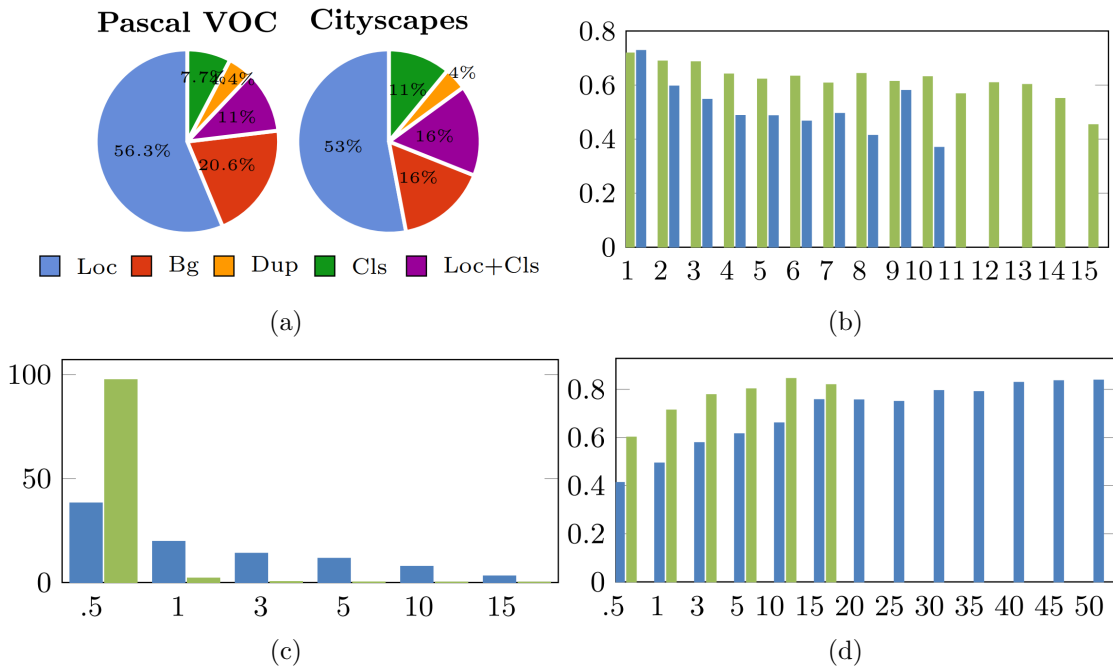 Pascal VOC
Cityscapes
7.7%
4.4%
11%
56.3%
20.6%
11%
4%
16%
53%
16%
Loc
Bg
Dup
Cls
Loc+Cls
(a)
0.8
0.6
0.4
0.2
0
1 2 3 4 5 6 7 8 9 10 11 12 13 14 15
(b)
100
50
0
.5 1 3 5 10 15
(c)
0.8
0.6
0.4
0.2
0
.5 1 3 5 10 15 20 25 30 35 40 45 50
(d)